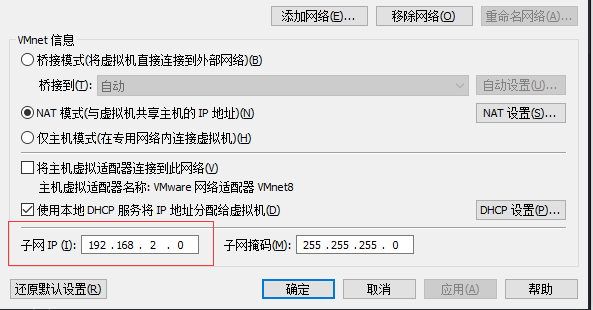 添加网络(E)... 移除网络(O) 重命名网络(A)...
VMnet 信息
桥接模式(将虚拟机直接连接到外部网络)(B)
桥接到(T): 自动 自动设置(U)...
NAT 模式(与虚拟机共享主机的 IP 地址)(N) NAT 设置(S)...
仅主机模式(在专用网络内连接虚拟机)(H)
将主机虚拟适配器连接到此网络(V)
主机虚拟适配器名称: VMware 网络适配器 VMnet8
使用本地 DHCP 服务将 IP 地址分配给虚拟机(D) DHCP 设置(P)...
子网 IP (I): 192 .168 . 2 . 0 子网掩码(M): 255 .255 .255 . 0
还原默认设置(R) 确定 取消 应用(A) 帮助